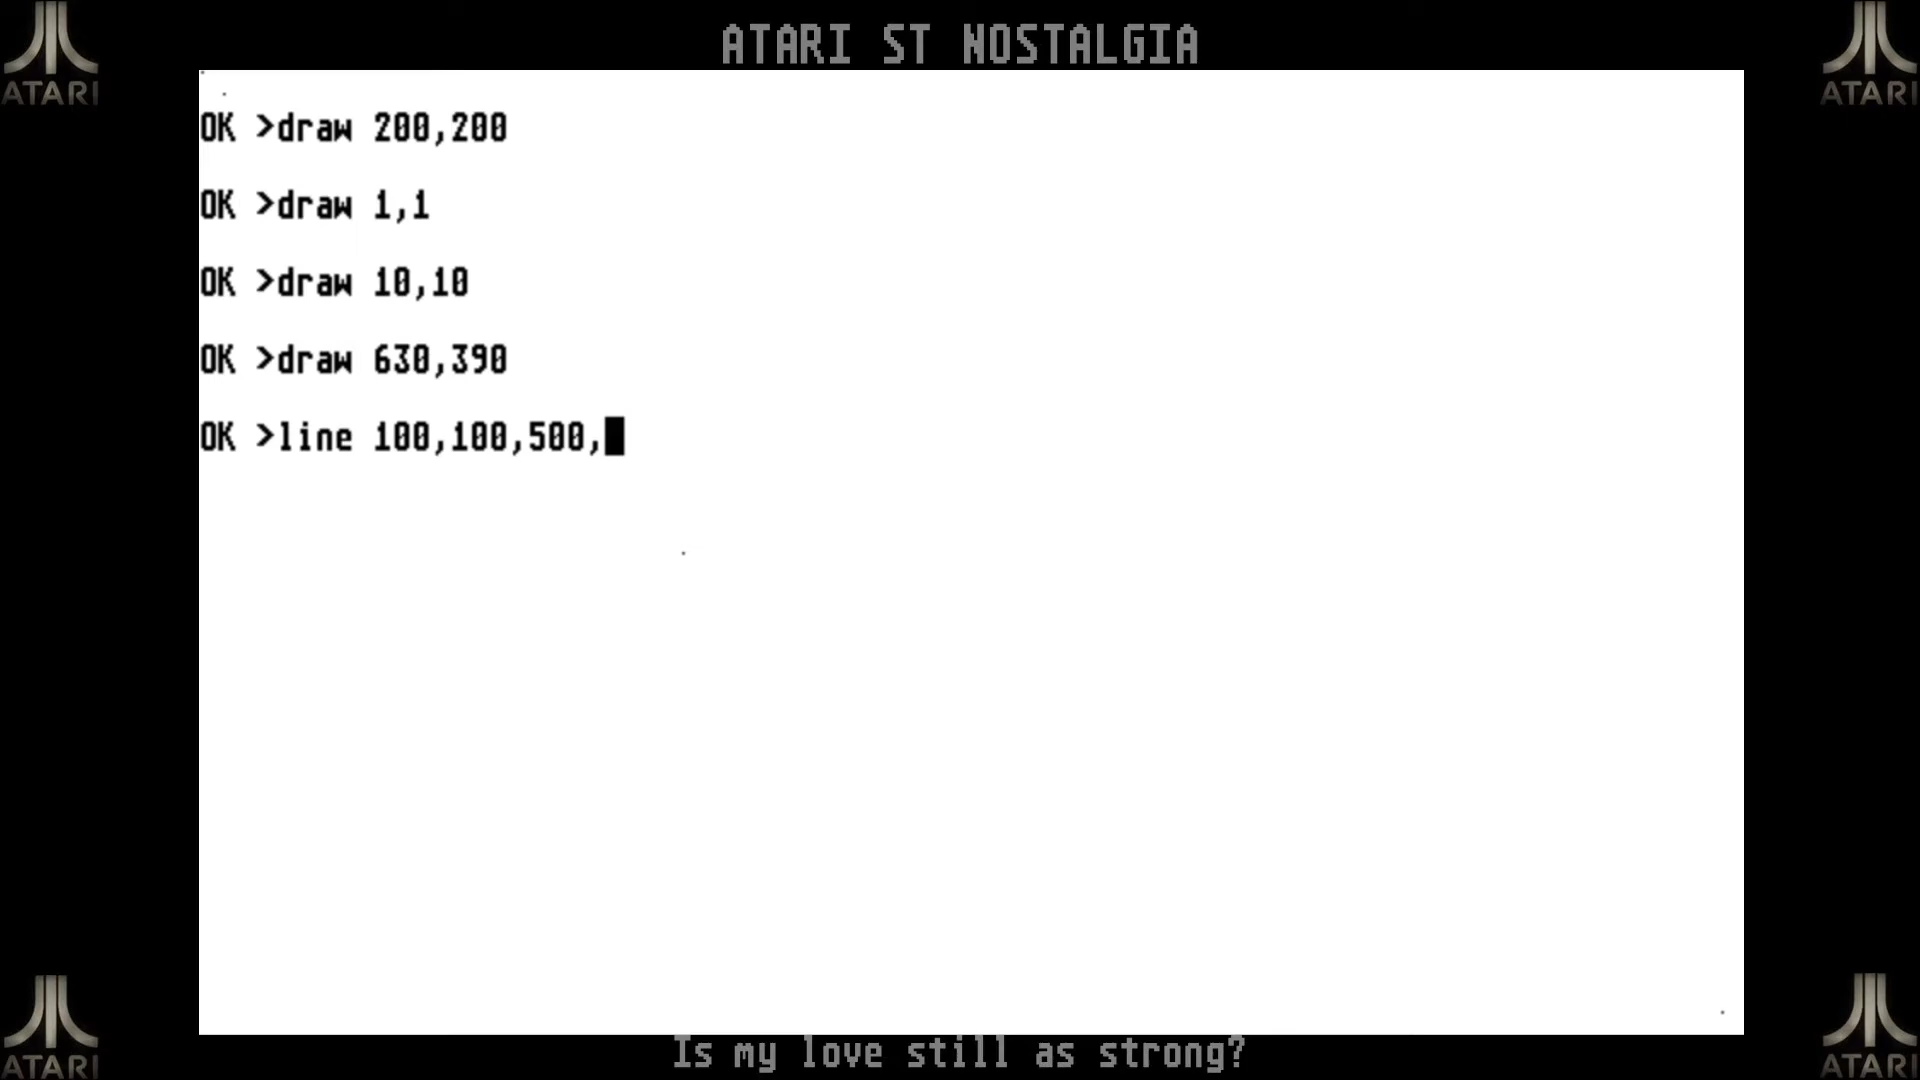 ATARI ST NOSTALGIA
ATARI
ATARI
OK >draw 200,200
OK >draw 1,1
OK >draw 10,10
OK >draw 630,390
OK >line 100,100,500,
Is my love still as strong?
ATARI
ATARI